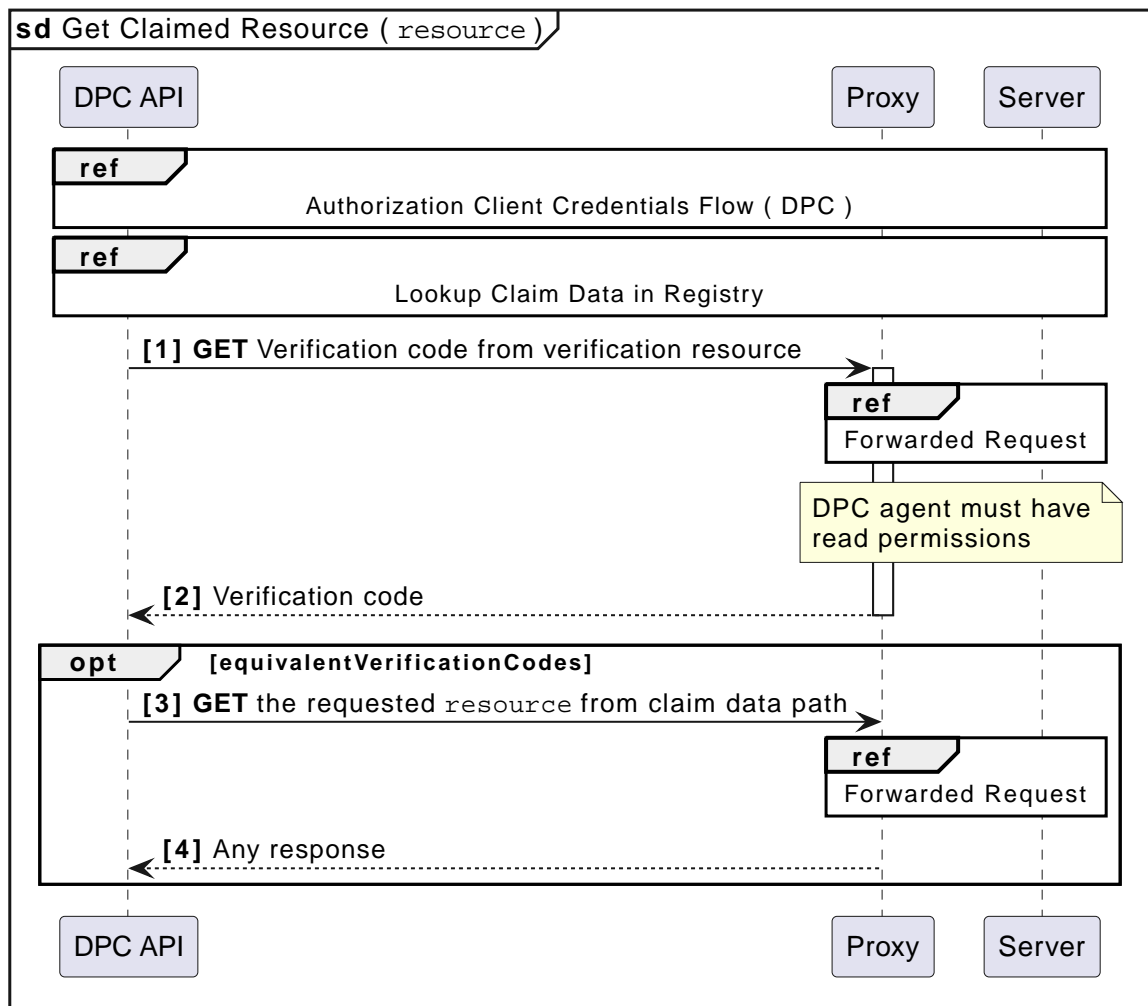 sd Get Claimed Resource ( resource )
DPC API
Proxy
Server
ref
Authorization Client Credentials Flow ( DPC )
ref
Lookup Claim Data in Registry
[1] GET Verification code from verification resource
ref
Forwarded Request
DPC agent must have
read permissions
[2] Verification code
opt
[equivalentVerificationCodes]
[3] GET the requested resource from claim data path
ref
Forwarded Request
[4] Any response
DPC API
Proxy
Server